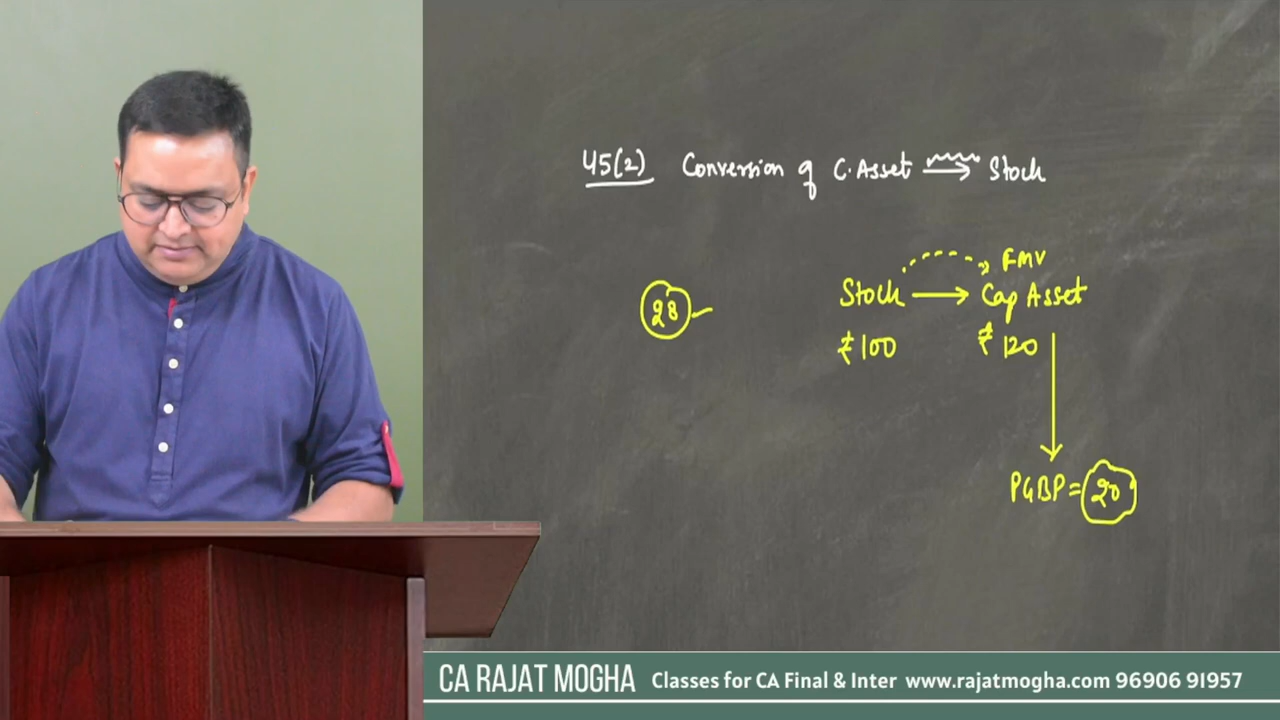 45(2) Conversion of C.Asset → Stock
FMV
28 Stock → Cap Asset
₹100 ₹120
PGBP = 20
CA RAJAT MOGHA Classes for CA Final & Inter www.rajatmogha.com 96906 91957